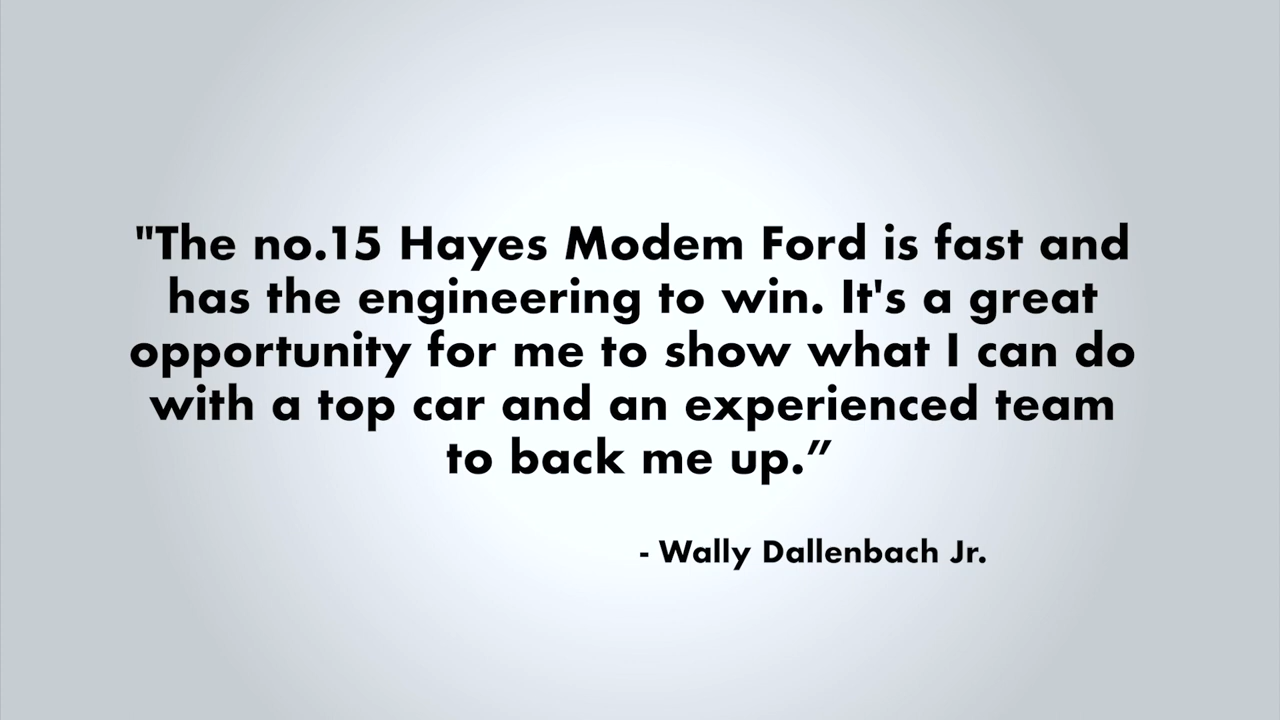 "The no.15 Hayes Modem Ford is fast and
has the engineering to win. It's a great
opportunity for me to show what I can do
with a top car and an experienced team
to back me up.”
- Wally Dallenbach Jr.